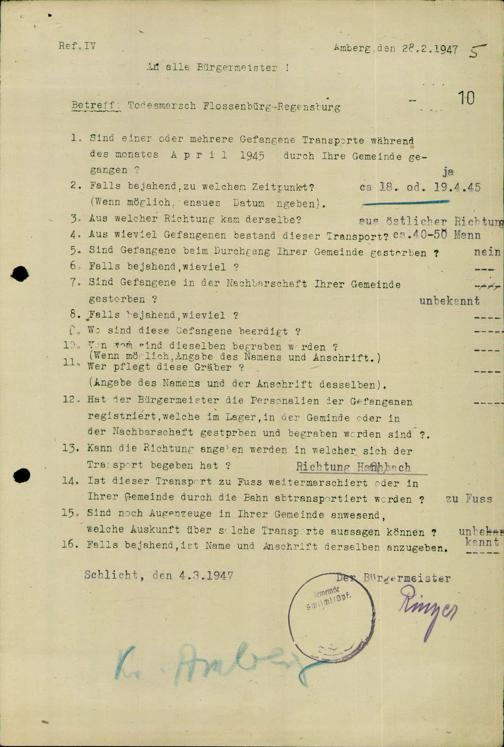 Ref.IV
Amberg,den 28.2.1947
5
An alle Bürgermeister !
- 10
Betreff: Todesmarsch Flossenbürg-Regensburg
1. Sind einer oder mehrere Gefangene Transporte während
des monates A p r i l 1945 durch Ihre Gemeinde ge-
gangen ?
ja
2. Falls bejahend,zu welchem Zeitpunkt? ca 18. od. 19.4.45
(Wenn möglich, enaues Datum ngeben).
3. Aus welcher Richtung kam derselbe? aus östlicher Richtung
4. Aus wieviel Gefangenen bestand dieser Transport? ca.40-50 Mann
5. Sind Gefangene beim Durchgang Ihrer Gemeinde gestorben ? nein
6. Falls bejahend,wieviel ? ---
7. Sind Gefangene in der Nachbarschaft Ihrer Gemeinde
gestorben ? unbekannt
8. Falls bejahend,wieviel ? ----
9. Wo sind diese Gefangene beerdigt ? ----
10. Von wem sind dieselben begraben worden ? ----
(Wenn möglich,Angabe des Namens und Anschrift.)
11. Wer pflegt diese Gräber ? ----
(Angabe des Namens und der Anschrift desselben).
12. Hat der Bürgermeister die Personalien der Gefangenen ----
registriert,welche im Lager,in der Geminde oder in
der Nachbarschaft gestprben und begraben worden sind ?.
13. Kann die Richtung angeben werden in welcher sich der
Transport begeben hat ? Richtung
14. Ist dieser Transport zu Fuss weitermarschiert oder in
Ihrer Gemeinde durch die Bahn abtransportiert worden ? zu Fuss
15. Sind noch Augenzeuge in Ihrer Gemeinde anwesend,
welche Auskunft über solche Transporte aussagen können ? unbekan
kannt
16. Falls bejahend,ist Name und Anschrift derselben anzugeben. ----
Schlicht, den 4.3.1947 Der Bürgermeister
Gemeinde
Ringer
K. Amberg